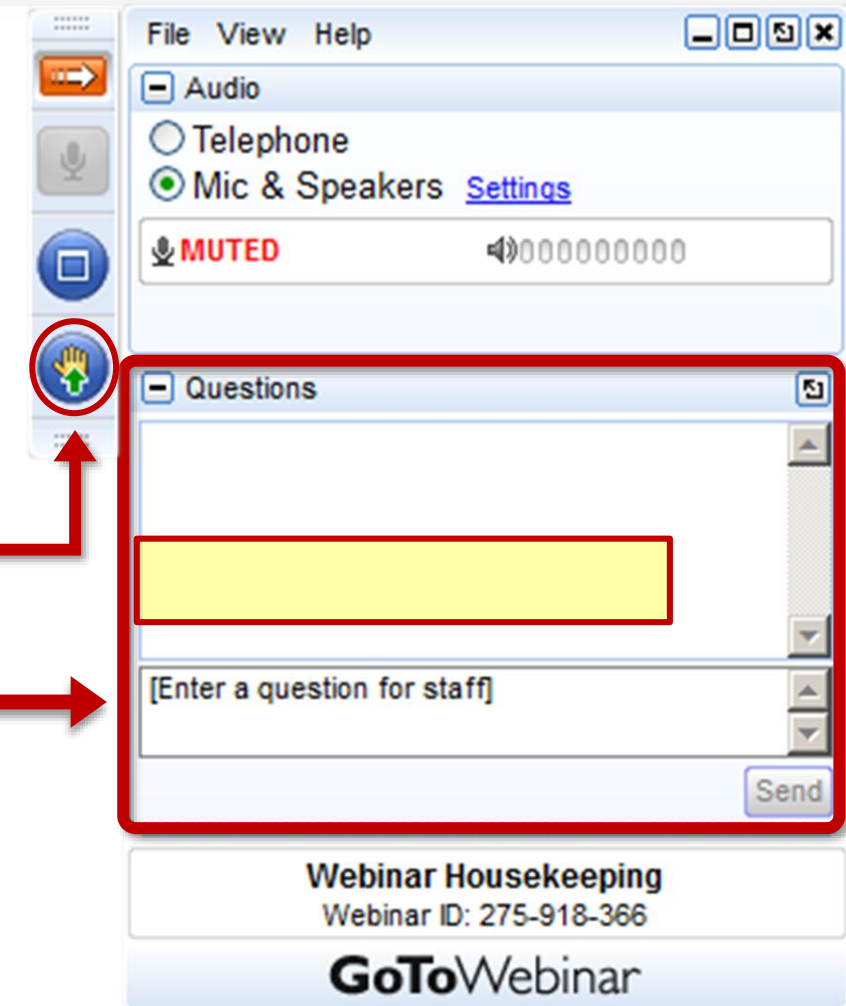 File View Help
Audio
Telephone
Mic & Speakers Settings
MUTED 000000000
Questions
[Enter a question for staff]
Send
Webinar Housekeeping
Webinar ID: 275-918-366
GoToWebinar